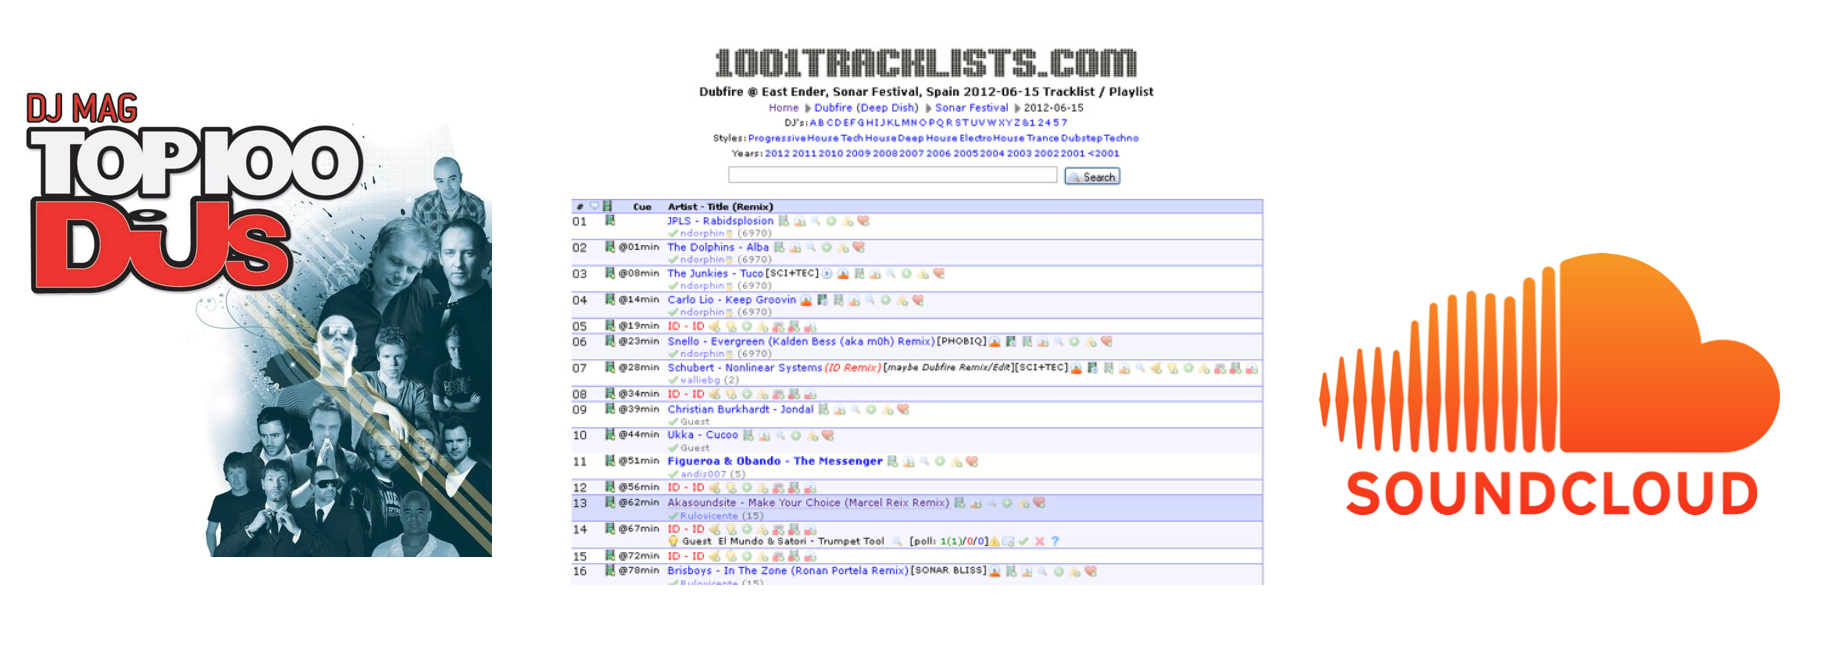 DJ MAG
TOP 100
DJs
1001TRACKLISTS.COM
Dubfire @ East Ender, Sonar Festival, Spain 2012-06-15 Tracklist / Playlist
Home Dubfire (Deep Dish) Sonar Festival 2012-06-15
DJ's: A B C D E F G H I J K L M N O P Q R S T U V W X Y Z & 1 2 4 5 7
Styles: Progressive House Tech House Deep House Electro House Trance Dubstep Techno
Years: 2012 2011 2010 2009 2008 2007 2006 2005 2004 2003 2002 2001 <2001
Search
# Cue Artist - Title (Remix)
01 JPLS - Rabidsplosion
ndorphin (6970)
02 @01min The Dolphins - Alba
ndorphin (6970)
03 @08min The Junkies - Tuco [SCI+TEC]
ndorphin (6970)
04 @14min Carlo Lio - Keep Groovin
ndorphin (6970)
05 @19min ID - ID
06 @23min Snello - Evergreen (Kalden Bess (aka m0h) Remix) [PHOBIQ]
ndorphin (6970)
07 @28min Schubert - Nonlinear Systems (ID Remix) [maybe Dubfire Remix/Edit] [SCI+TEC]
walliebg (2)
08 @34min ID - ID
09 @39min Christian Burkhardt - Jondal
Guest
10 @44min Ukka - Cucoo
Guest
11 @51min Figueroa & Obando - The Messenger
andis007 (5)
12 @56min ID - ID
13 @62min Akasoundsite - Make Your Choice (Marcel Reix Remix)
Rulovicente (15)
14 @67min ID - ID
Guest El Mundo & Satori - Trumpet Tool [poll: 1(1)/0/0]
15 @72min ID - ID
16 @78min Brisboys - In The Zone (Ronan Portela Remix) [SONAR BLISS]
Rulovicente (15)
SOUNDCLOUD